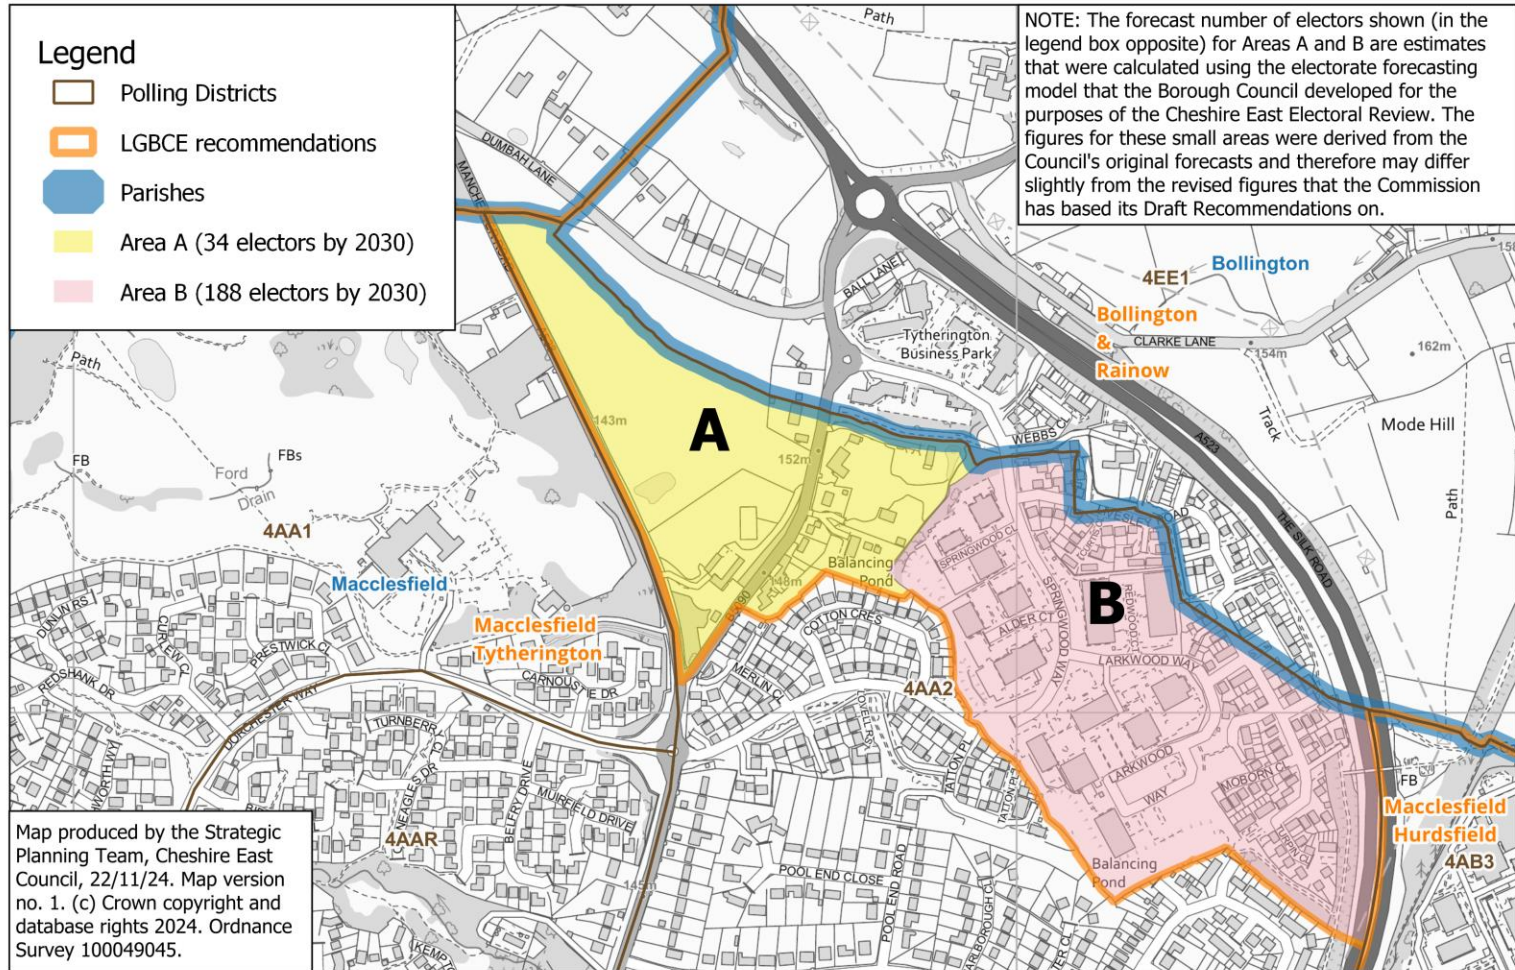 Legend
Polling Districts
LGBCE recommendations
Parishes
Area A (34 electors by 2030)
Area B (188 electors by 2030)
NOTE: The forecast number of electors shown (in the
legend box opposite) for Areas A and B are estimates
that were calculated using the electorate forecasting
model that the Borough Council developed for the
purposes of the Cheshire East Electoral Review. The
figures for these small areas were derived from the
Council's original forecasts and therefore may differ
slightly from the revised figures that the Commission
has based its Draft Recommendations on.
Path
DUMBAH LANE
BALL LANE
Tytherington
Business Park
4EE1
Bollington
Bollington
&
Rainow
CLARKE LANE
154m
162m
Track
Mode Hill
A523
Path
THE SILK ROAD
Path
143m
A
152m
WEBBS CL
LIVESLEY ROAD
FB
FBs
Ford
Drain
4AA1
Macclesfield
Macclesfield
Tytherington
Balancing
Pond
148m
SPRINGWOOD CL
SPRINGWOOD WAY
REDWOOD CT
B
ALDER CT
LARKWOOD WAY
COTTON CRES
MERLIN CL
4AA2
DUNLIN RS
CURLEW CL
PRESTWICK CL
REDSHANK DR
CARNOUSTIE DR
DORCHESTER WAY
TURNBERRY CL
BELFRY DRIVE
MUIRFIELD DRIVE
4AAR
145m
TATTON PL
LARKWOOD
WAY
MOBORN CL
FB
Macclesfield
Hurdsfield
4AB3
Balancing
Pond
POOL END CLOSE
POOL END ROAD
Map produced by the Strategic
Planning Team, Cheshire East
Council, 22/11/24. Map version
no. 1. (c) Crown copyright and
database rights 2024. Ordnance
Survey 100049045.